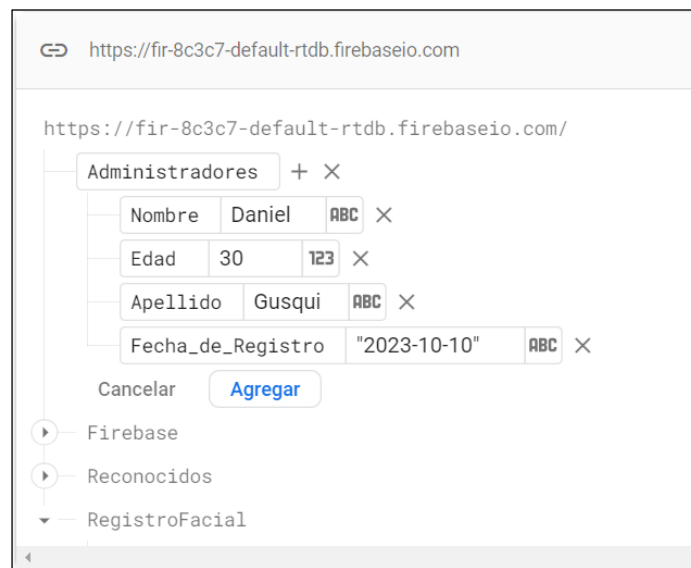 https://fir-8c3c7-default-rtdb.firebaseio.com
https://fir-8c3c7-default-rtdb.firebaseio.com/
Administradores
Nombre Daniel ABC
Edad 30 123
Apellido Gusqui ABC
Fecha_de_Registro "2023-10-10" ABC
Cancelar Agregar
Firebase
Reconocidos
RegistroFacial